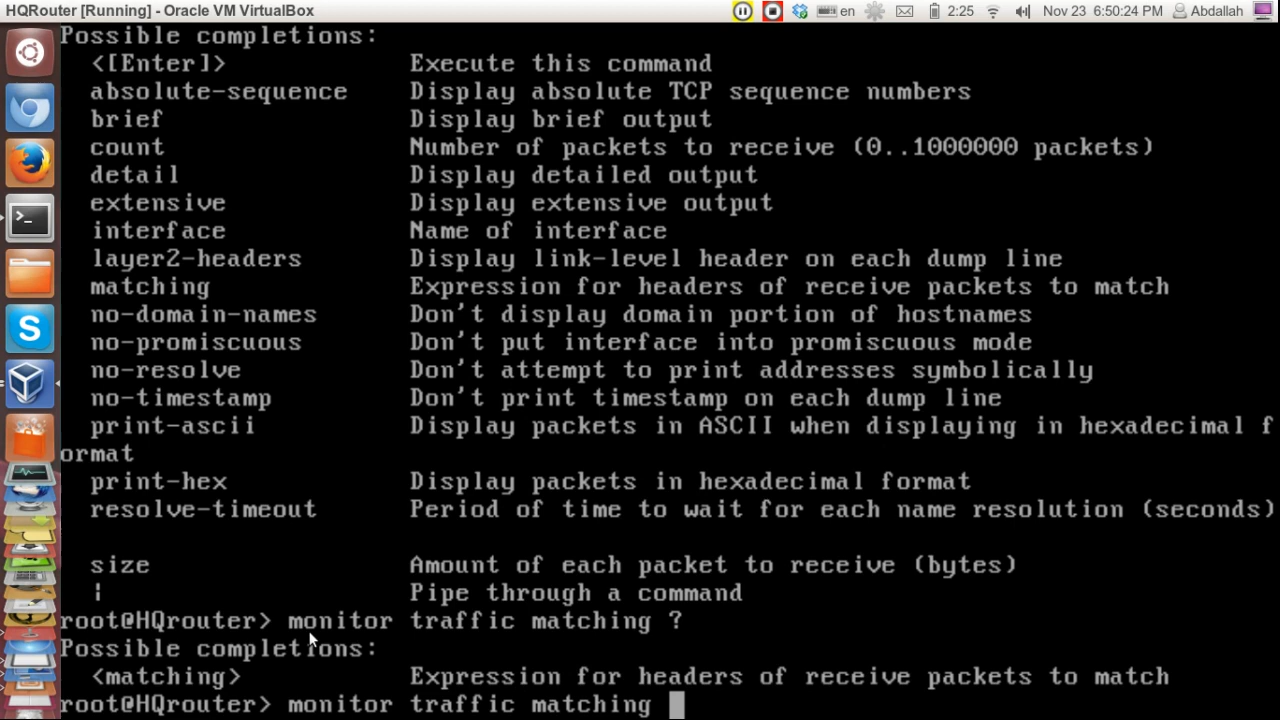 HQRouter [Running] - Oracle VM VirtualBox en 2:25 Nov 23 6:50:24 PM Abdallah
Possible completions:
<[Enter]> Execute this command
absolute-sequence Display absolute TCP sequence numbers
brief Display brief output
count Number of packets to receive (0..1000000 packets)
detail Display detailed output
extensive Display extensive output
interface Name of interface
layer2-headers Display link-level header on each dump line
matching Expression for headers of receive packets to match
no-domain-names Don't display domain portion of hostnames
no-promiscuous Don't put interface into promiscuous mode
no-resolve Don't attempt to print addresses symbolically
no-timestamp Don't print timestamp on each dump line
print-ascii Display packets in ASCII when displaying in hexadecimal f
ormat
print-hex Display packets in hexadecimal format
resolve-timeout Period of time to wait for each name resolution (seconds)
size Amount of each packet to receive (bytes)
| Pipe through a command
root@HQrouter> monitor traffic matching ?
Possible completions:
<matching> Expression for headers of receive packets to match
root@HQrouter> monitor traffic matching